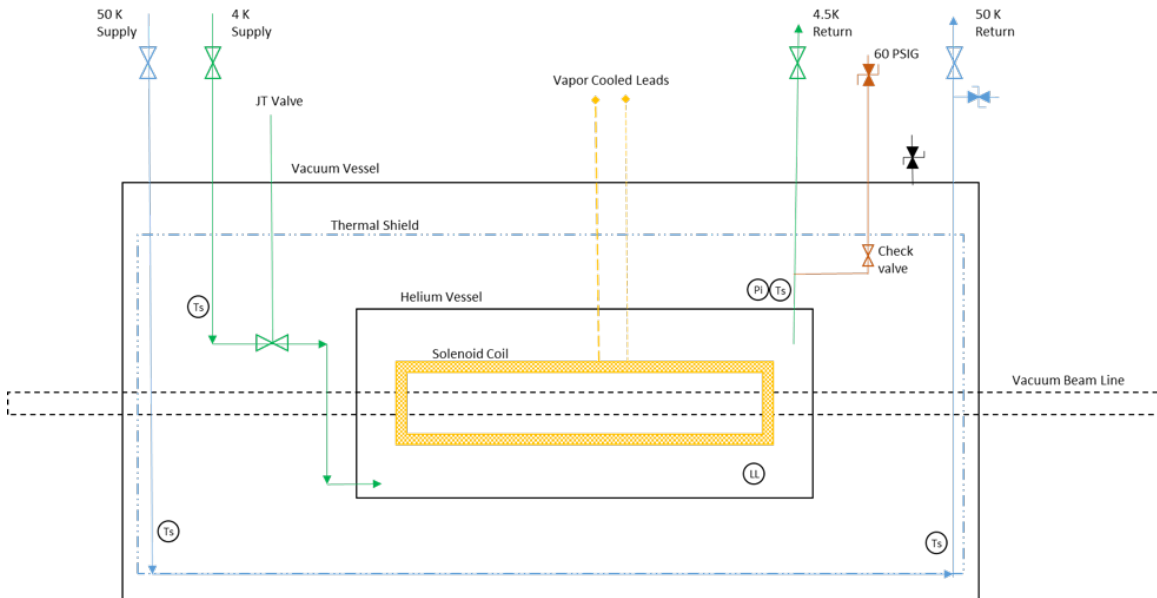 50 K
Supply
4 K
Supply
4.5K
Return
50 K
Return
60 PSIG
Vapor Cooled Leads
JT Valve
Vacuum Vessel
Thermal Shield
Check
valve
Pi
Ts
Ts
Helium Vessel
Solenoid Coil
Vacuum Beam Line
LL
Ts
Ts